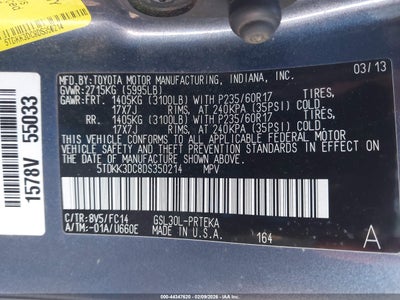 BY TOYOTA MOTOR MANUFACTURING, INDIANA, INC.
GVWR: 2715KG (5995LB) 03/13
GAWR: FRT. 1405KG (3100LB) WITH P235/60R17 TIRES,
17X7J RIMS, AT 240KPA (35PSI) COLD.
RR. 1405KG (3100LB) WITH P235/60R17 TIRES,
17X7J RIMS, AT 240KPA (35PSI) COLD.
THIS VEHICLE CONFORMS TO ALL APPLICABLE FEDERAL MOTOR
VEHICLE SAFETY, BUMPER, AND THEFT PREVENTION STANDARDS IN
EFFECT ON THE DATE OF MANUFACTURE SHOWN ABOVE.
5TDKK3DC8DS350214 MPV
C/TR: 8V5/FC14 GSL30L-PRTEKA
A/TM: -01A/U660E MADE IN U.S.A. 164 A
1578V 55033
5TDKK3DC8DS350214
IAA 44347620 - 02/09/2026 - IAAI.COM